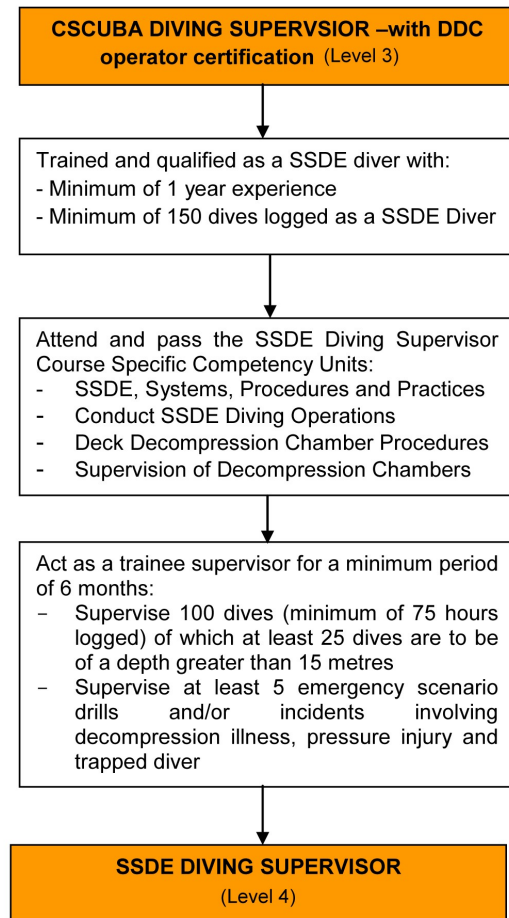 CSCUBA DIVING SUPERVSIOR –with DDC
operator certification (Level 3)
Trained and qualified as a SSDE diver with:
- Minimum of 1 year experience
- Minimum of 150 dives logged as a SSDE Diver
Attend and pass the SSDE Diving Supervisor
Course Specific Competency Units:
- SSDE, Systems, Procedures and Practices
- Conduct SSDE Diving Operations
- Deck Decompression Chamber Procedures
- Supervision of Decompression Chambers
Act as a trainee supervisor for a minimum period
of 6 months:
– Supervise 100 dives (minimum of 75 hours
logged) of which at least 25 dives are to be
of a depth greater than 15 metres
– Supervise at least 5 emergency scenario
drills and/or incidents involving
decompression illness, pressure injury and
trapped diver
SSDE DIVING SUPERVISOR
(Level 4)